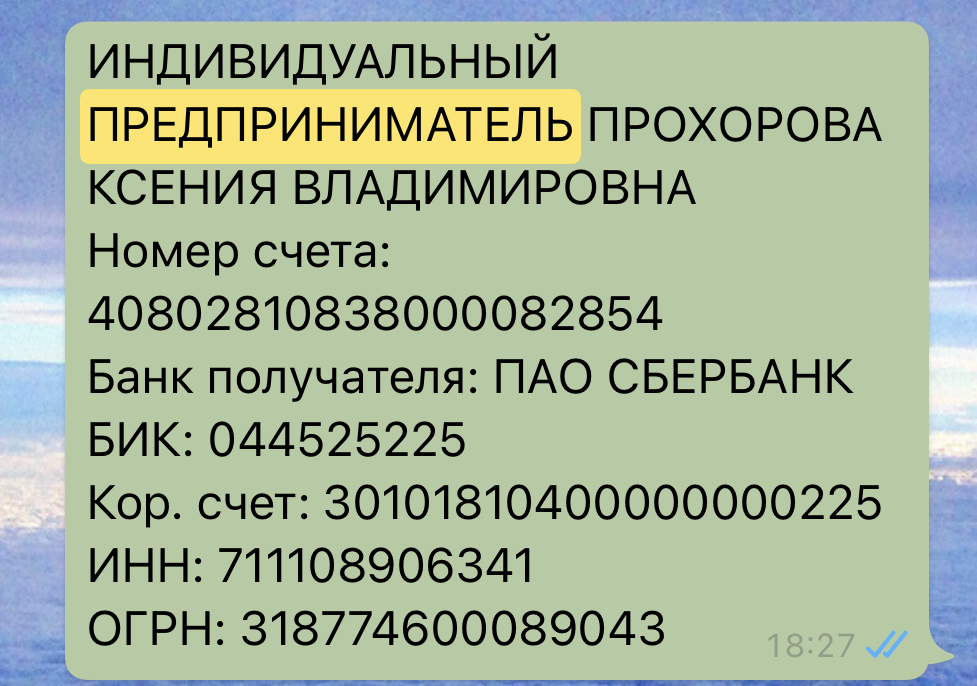 ИНДИВИДУАЛЬНЫЙ
ПРЕДПРИНИМАТЕЛЬ ПРОХОРОВА
КСЕНИЯ ВЛАДИМИРОВНА
Номер счета:
40802810838000082854
Банк получателя: ПАО СБЕРБАНК
БИК: 044525225
Кор. счет: 30101810400000000225
ИНН: 711108906341
ОГРН: 318774600089043
18:27